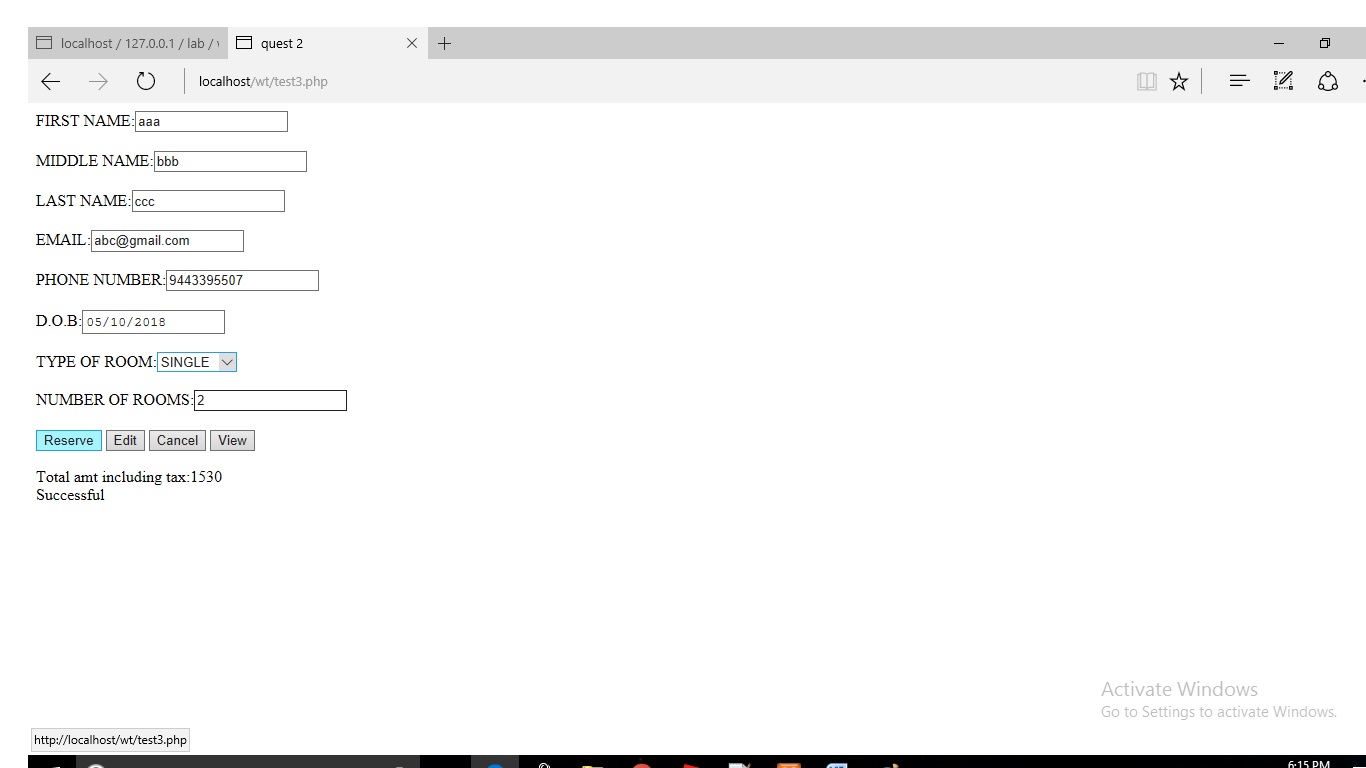 localhost / 127.0.0.1 / lab /
quest 2
localhost/wt/test3.php
FIRST NAME:aaa
MIDDLE NAME:bbb
LAST NAME:ccc
EMAIL:abc@gmail.com
PHONE NUMBER:9443395507
D.O.B:05/10/2018
TYPE OF ROOM:SINGLE
NUMBER OF ROOMS:2
Reserve Edit Cancel View
Total amt including tax:1530
Successful
Activate Windows
Go to Settings to activate Windows.
http://localhost/wt/test3.php
6:15 PM